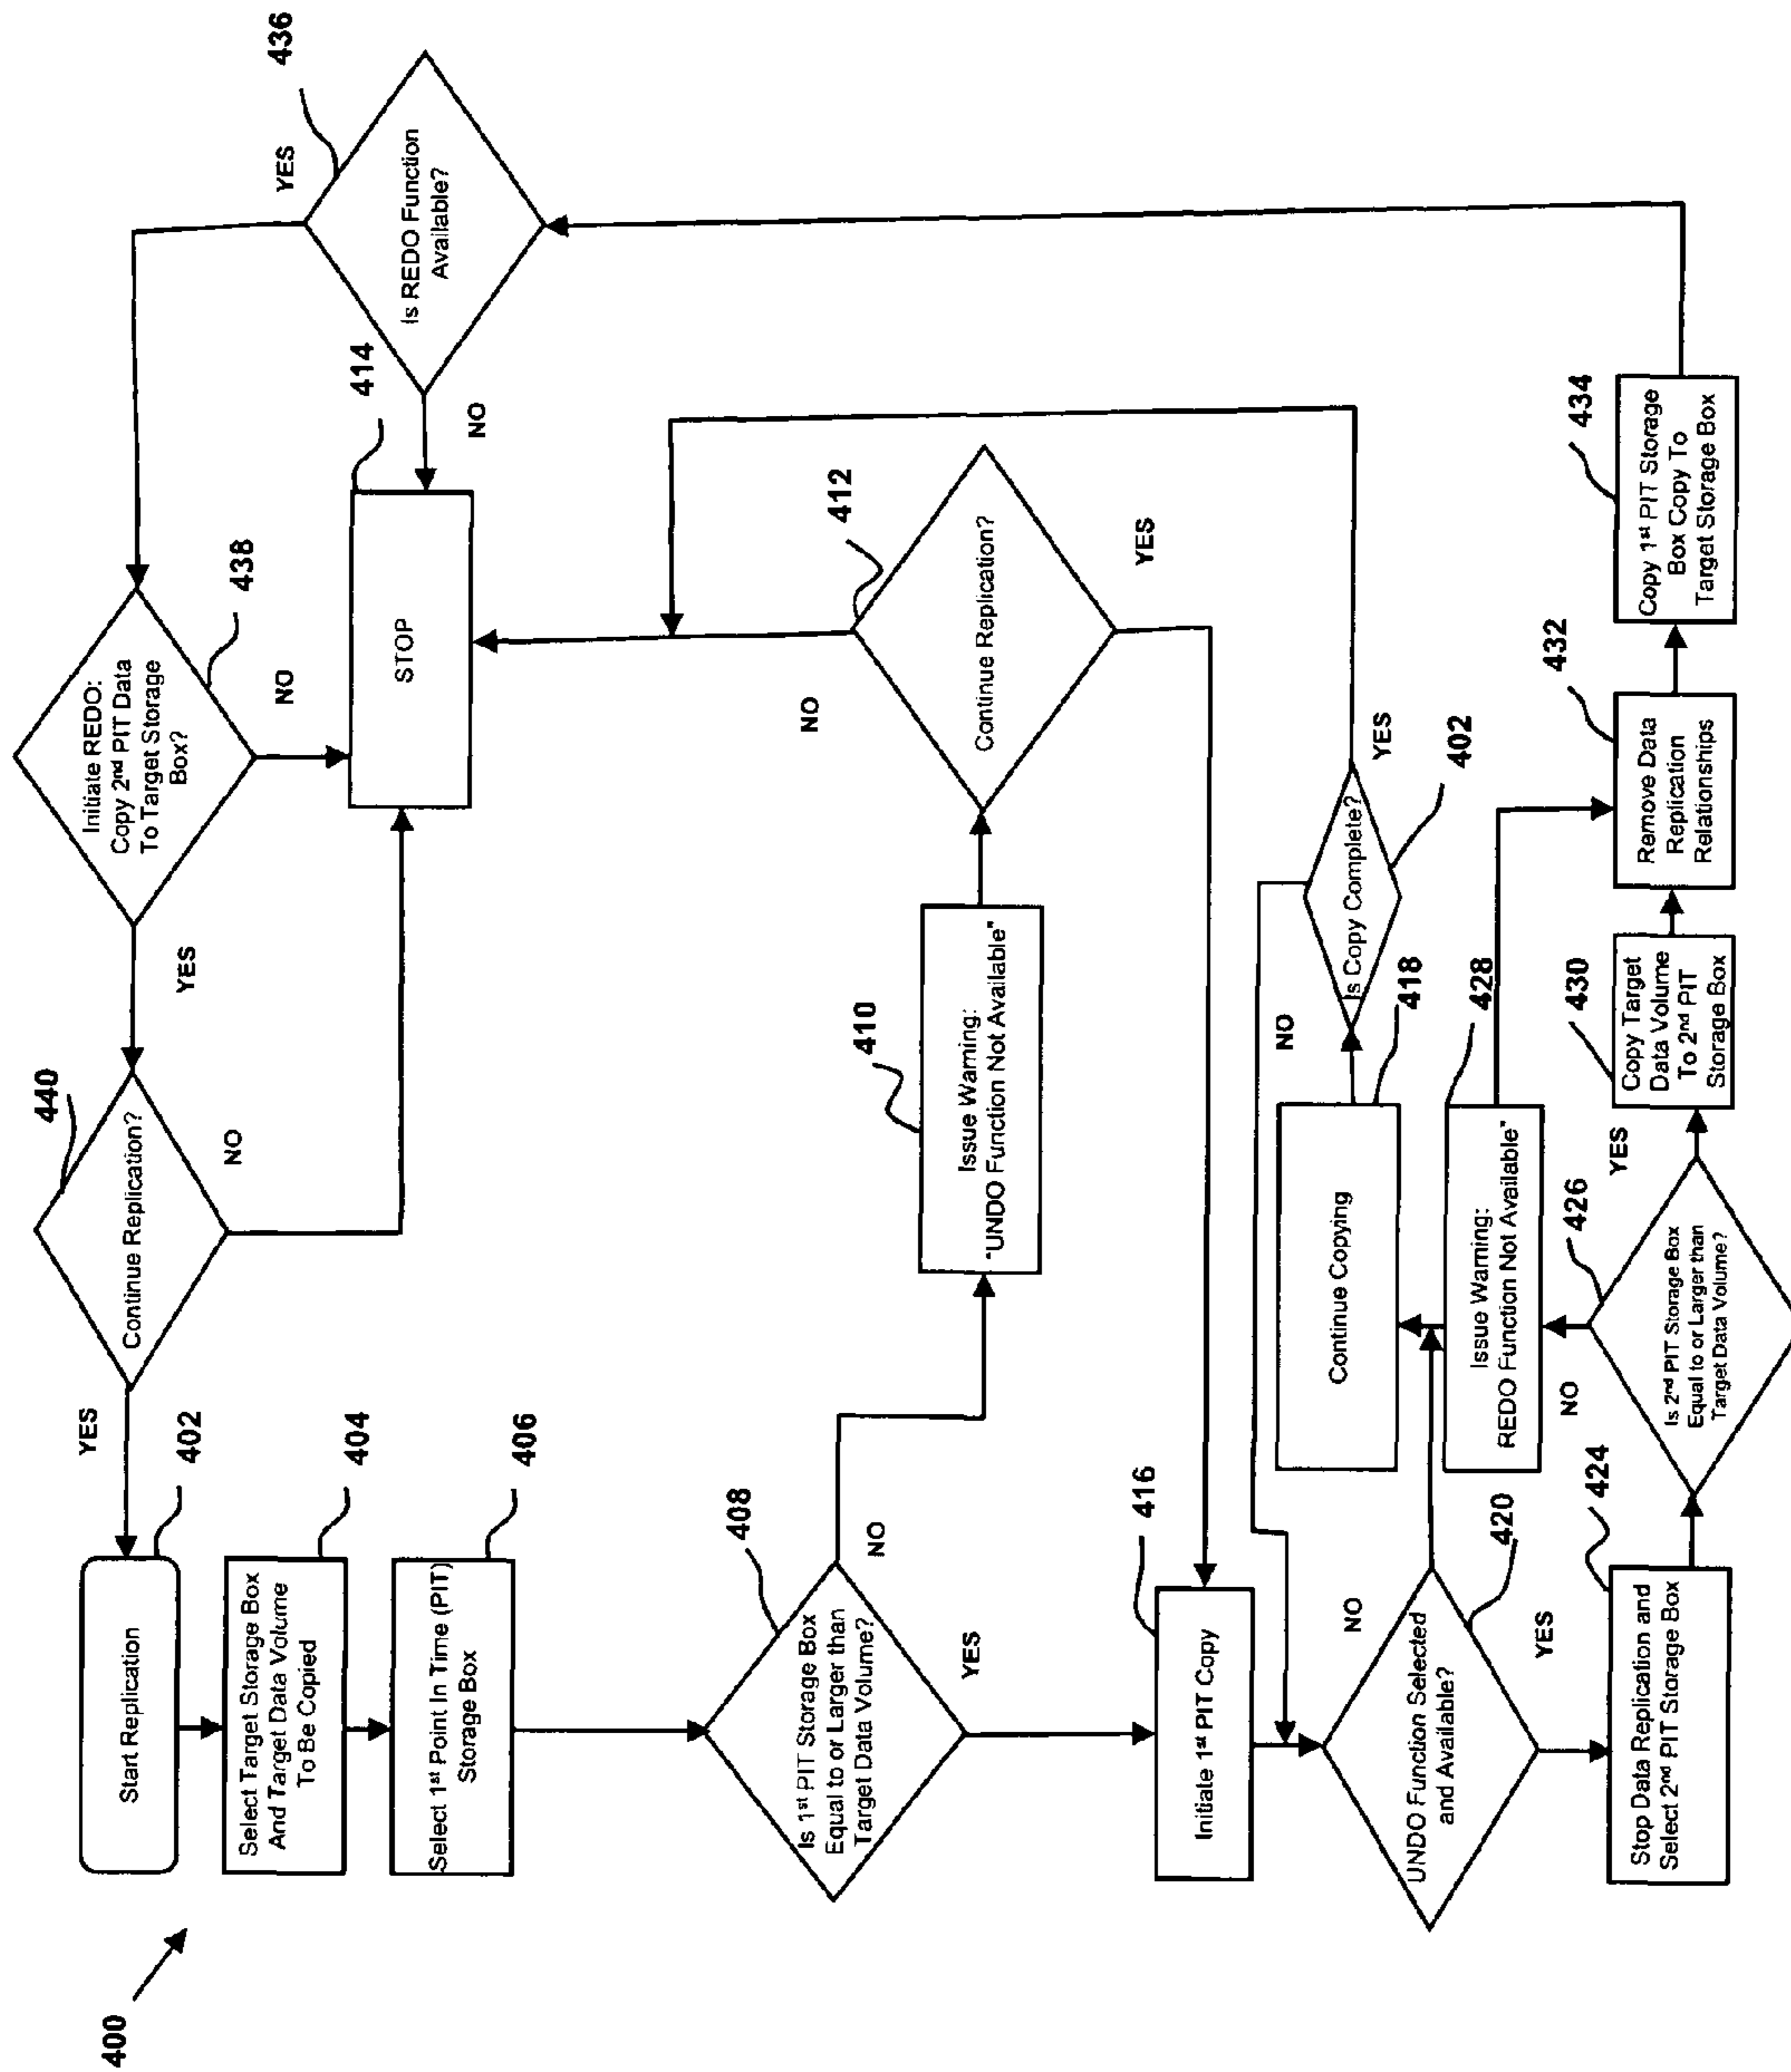 400
Start Replication
402
Select Target Storage Box
And Target Data Volume
To Be Copied
404
Select 1st Point In Time (PIT)
Storage Box
406
Is 1st PIT Storage Box
Equal to or Larger than
Target Data Volume?
408
NO
YES
Issue Warning:
"UNDO Function Not Available"
410
Continue Replication?
412
NO
YES
STOP
414
Initiate 1st PIT Copy
416
UNDO Function Selected
and Available?
420
NO
YES
Continue Copying
418
Is Copy Complete?
402
NO
YES
Stop Data Replication and
Select 2nd PIT Storage Box
424
Is 2nd PIT Storage Box
Equal to or Larger than
Target Data Volume?
426
NO
YES
Issue Warning:
REDO Function Not Available"
428
Copy Target
Data Volume
To 2nd PIT
Storage Box
430
Remove Data
Replication
Relationships
432
Copy 1st PIT Storage
Box Copy To
Target Storage Box
434
Is REDO Function
Available?
436
YES
NO
Initiate REDO:
Copy 2nd PIT Data
To Target Storage
Box?
438
NO
YES
Continue Replication?
440
NO
YES